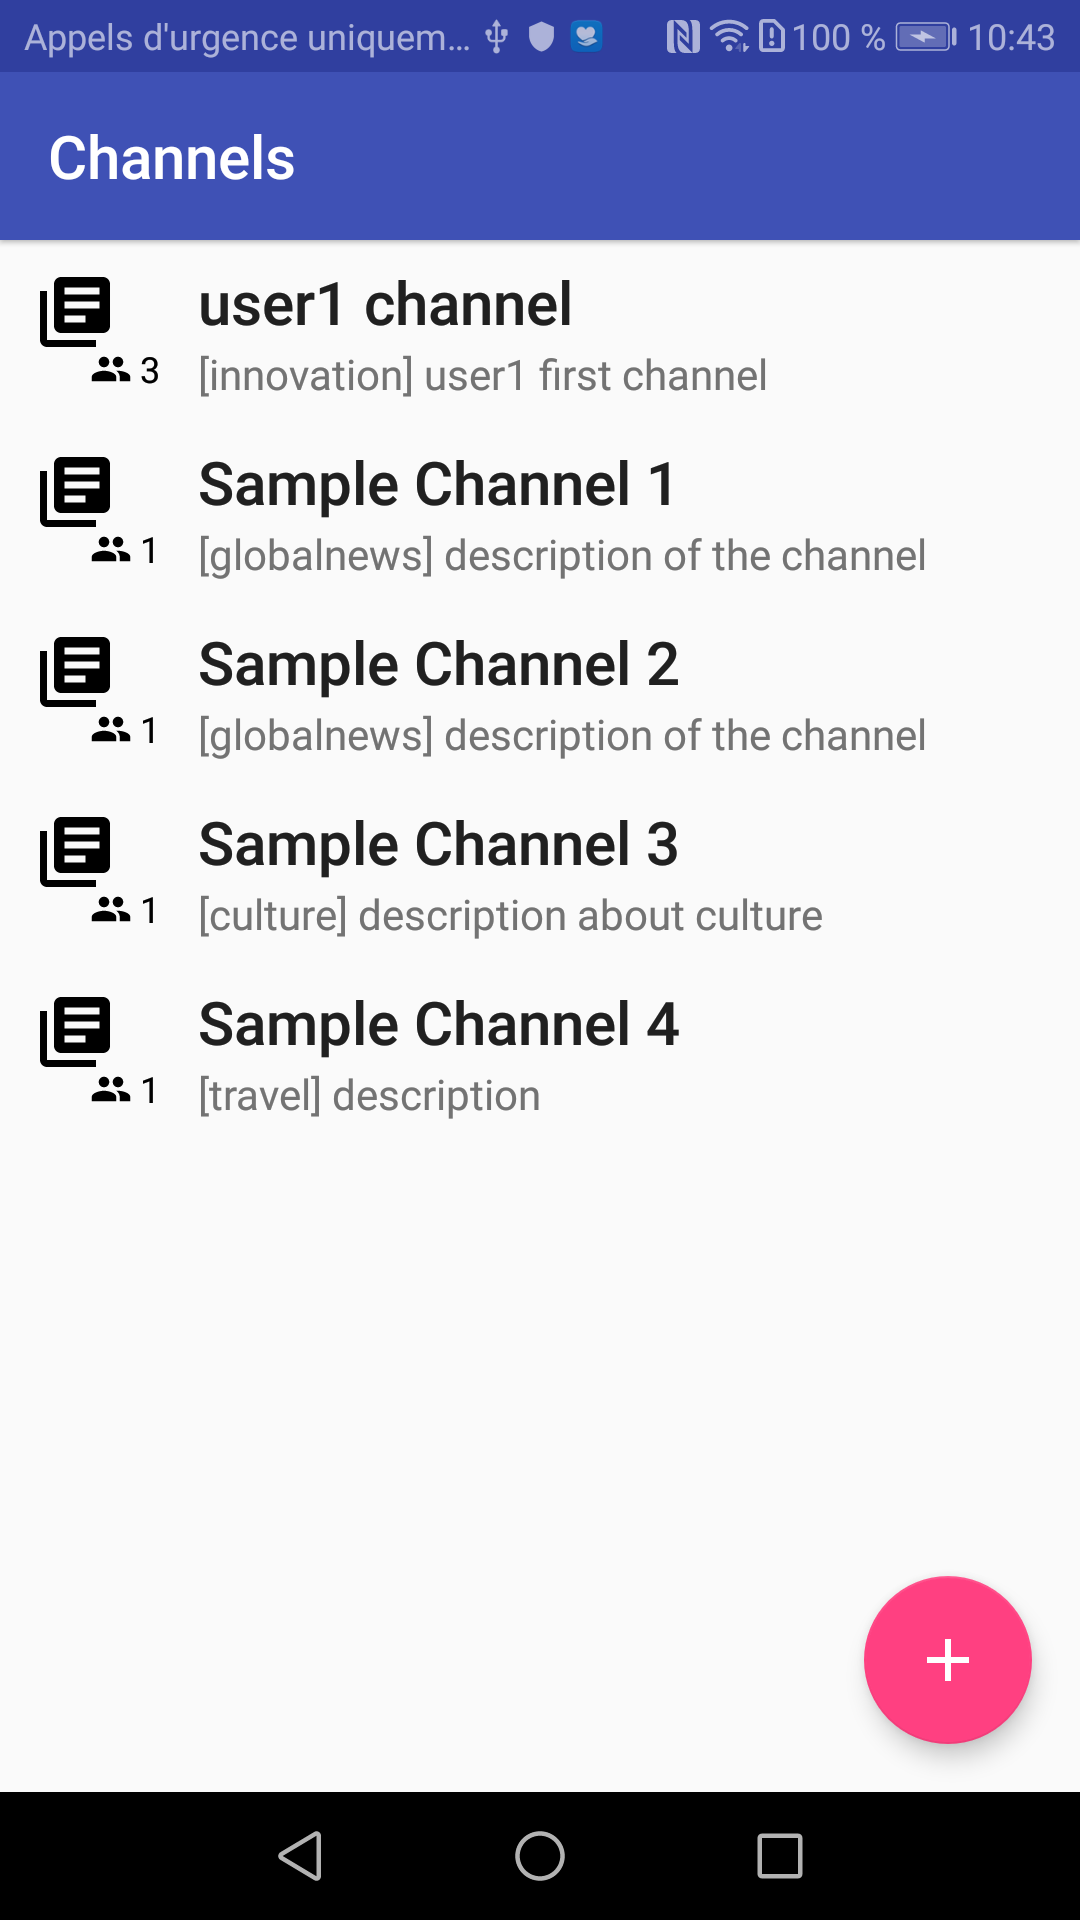 Appels d'urgence uniquem... 100 % 10:43
Channels
user1 channel
3 [innovation] user1 first channel
Sample Channel 1
1 [globalnews] description of the channel
Sample Channel 2
1 [globalnews] description of the channel
Sample Channel 3
1 [culture] description about culture
Sample Channel 4
1 [travel] description